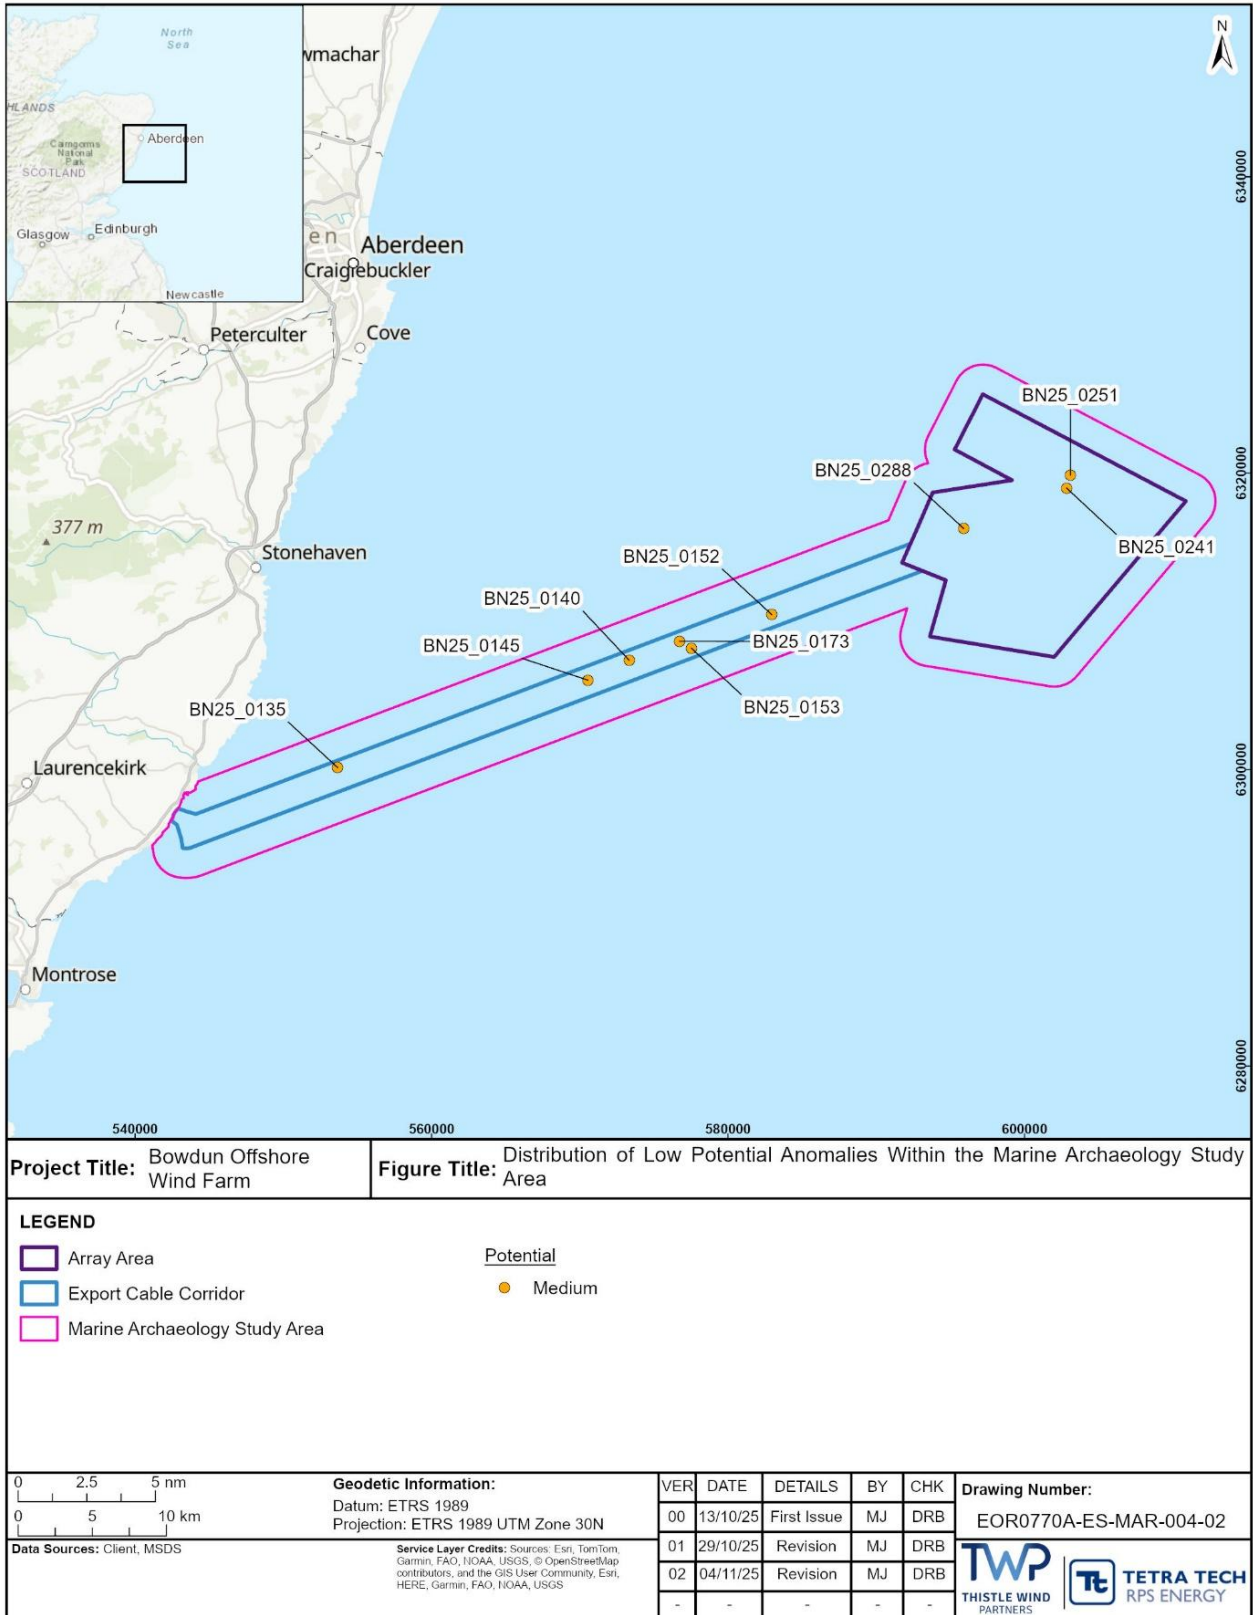 North
Sea
HLANDS
Cairngorms
National
Park
SCOTLAND
Aberdeen
Glasgow
Edinburgh
Newcastle
wmachar
en
Aberdeen
Craigiebuckler
Peterculter
Cove
377 m
Stonehaven
Laurencekirk
Montrose
N
BN25_0251
BN25_0288
BN25_0241
BN25_0152
BN25_0140
BN25_0173
BN25_0145
BN25_0153
BN25_0135
6340000
6320000
6300000
6280000
540000 560000 580000 600000
Project Title: Bowdun Offshore
Wind Farm
Figure Title: Distribution of Low Potential Anomalies Within the Marine Archaeology Study
Area
LEGEND
Array Area
Export Cable Corridor
Marine Archaeology Study Area
Potential
Medium
0 2.5 5 nm
0 5 10 km
Geodetic Information:
Datum: ETRS 1989
Projection: ETRS 1989 UTM Zone 30N
Data Sources: Client, MSDS
Service Layer Credits: Sources: Esri, TomTom,
Garmin, FAO, NOAA, USGS, © OpenStreetMap
contributors, and the GIS User Community, Esri,
HERE, Garmin, FAO, NOAA, USGS
VER DATE DETAILS BY CHK
00 13/10/25 First Issue MJ DRB
01 29/10/25 Revision MJ DRB
02 04/11/25 Revision MJ DRB
- - - - -
Drawing Number:
EOR0770A-ES-MAR-004-02
TWP
THISTLE WIND
PARTNERS
Tt
TETRA TECH
RPS ENERGY